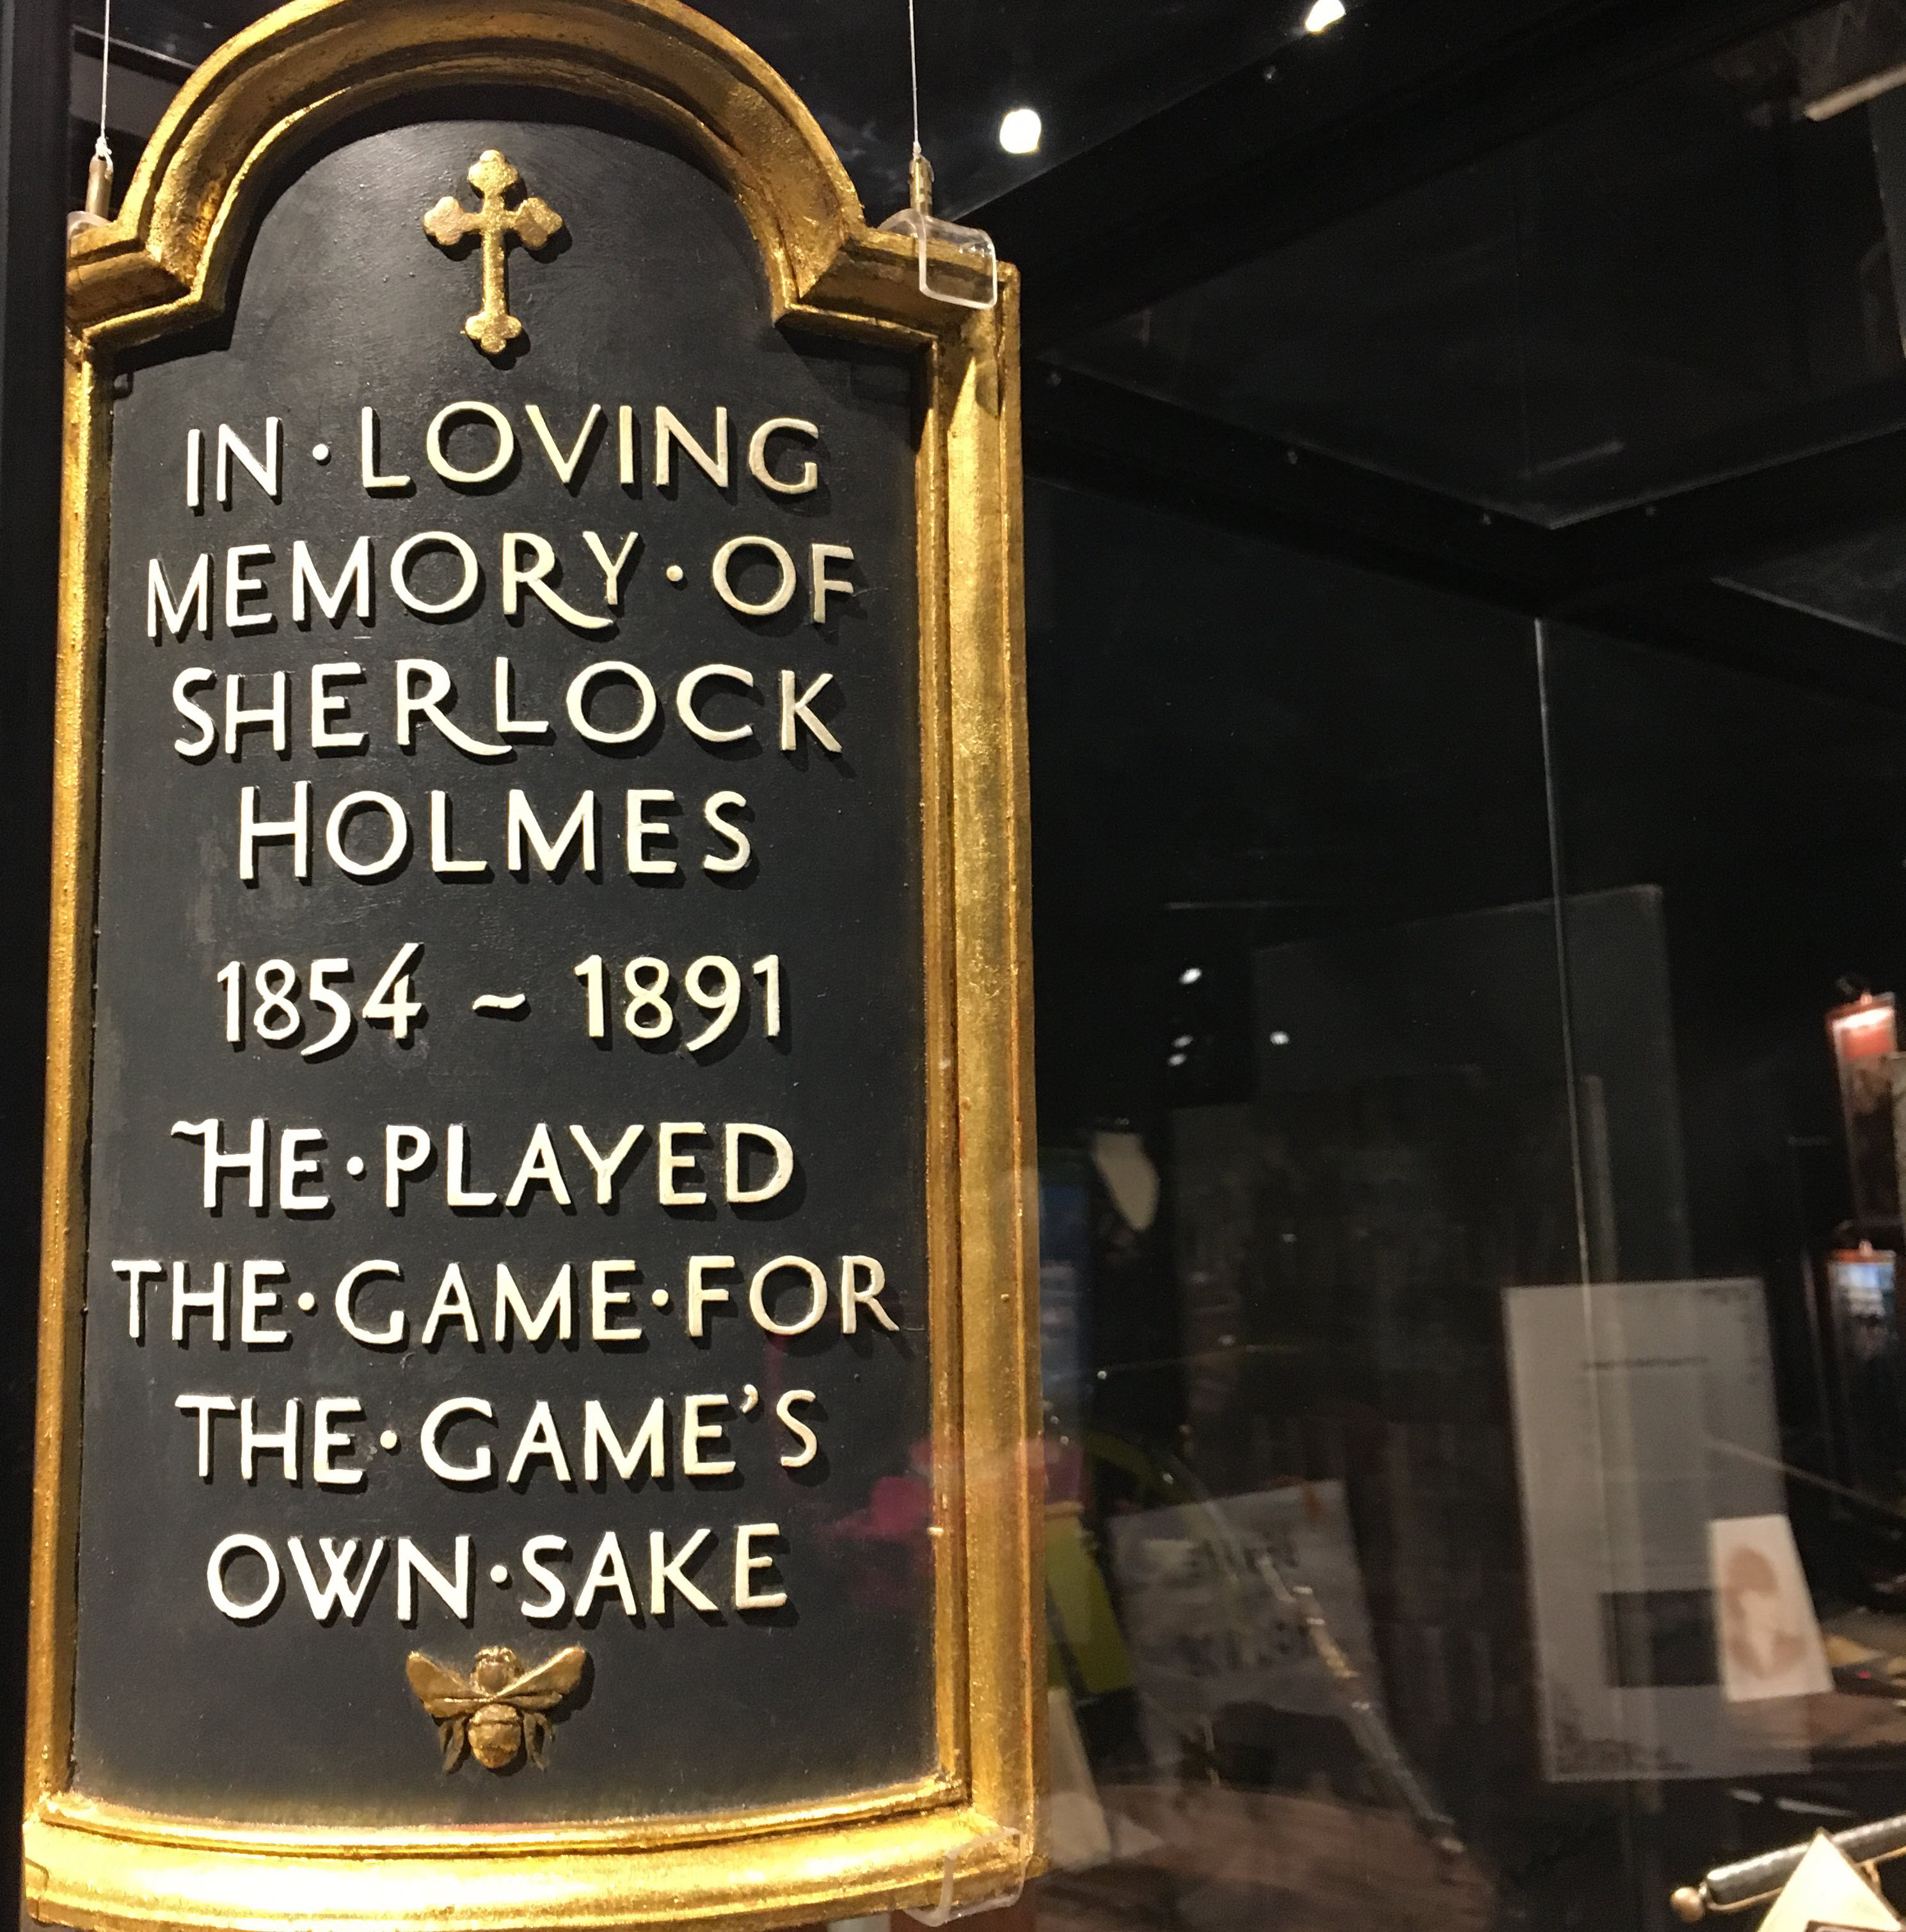 IN·LOVING
MEMORY·OF
SHERLOCK
HOLMES
1854 ~ 1891
HE·PLAYED
THE·GAME·FOR
THE·GAME'S
OWN·SAKE